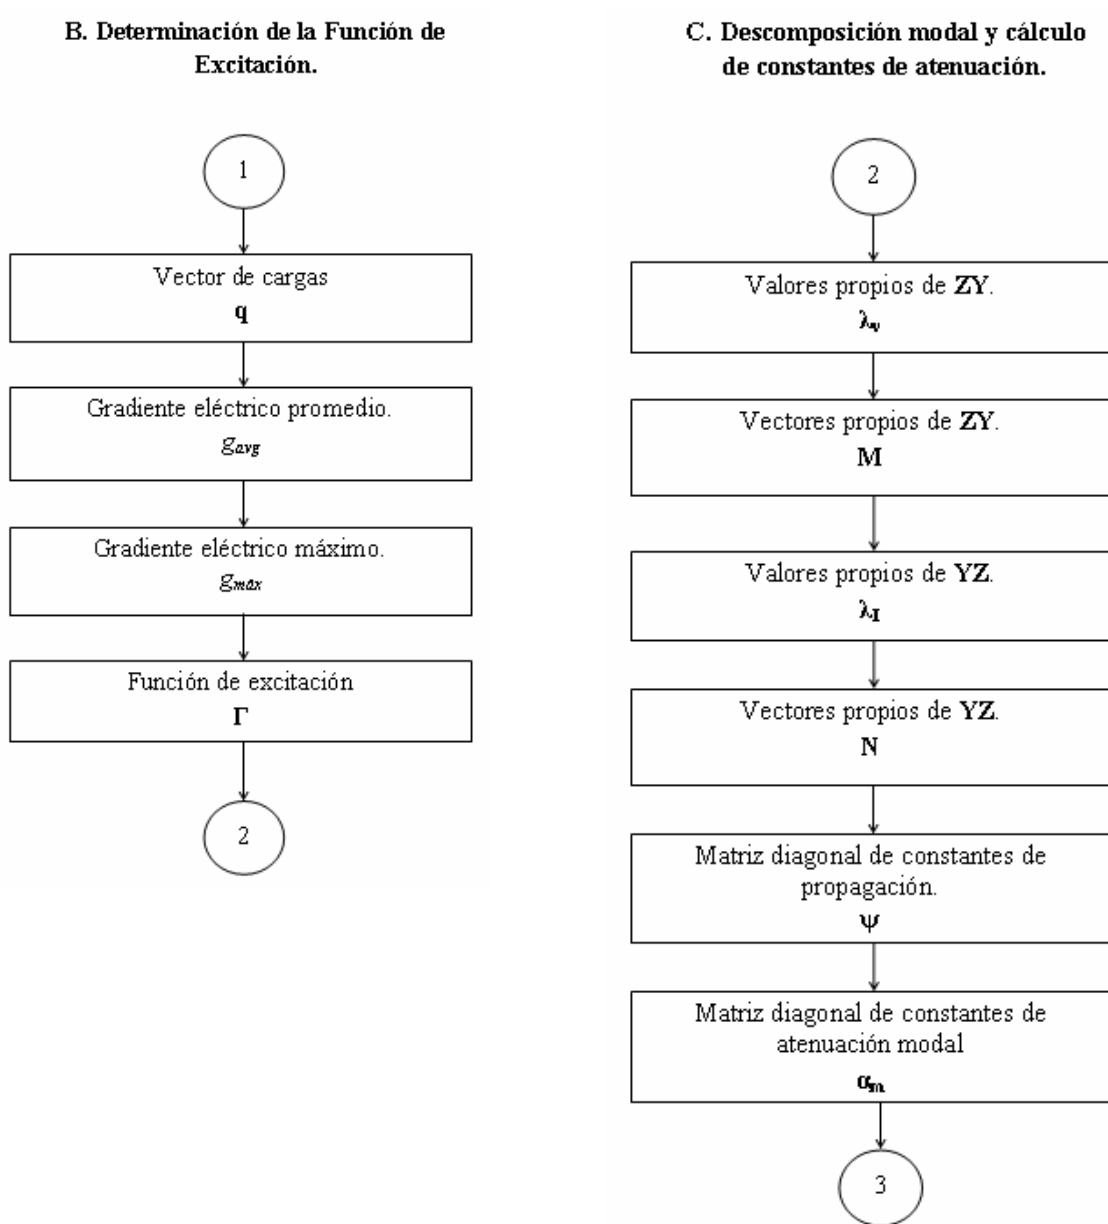 B. Determinación de la Función de
Excitación.
1
Vector de cargas
q
Gradiente eléctrico promedio.
gavg
Gradiente eléctrico máximo.
gmáx
Función de excitación
Γ
2
C. Descomposición modal y cálculo
de constantes de atenuación.
2
Valores propios de ZY.
λv
Vectores propios de ZY.
M
Valores propios de YZ.
λI
Vectores propios de YZ.
N
Matriz diagonal de constantes de
propagación.
Ψ
Matriz diagonal de constantes de
atenuación modal
αm
3